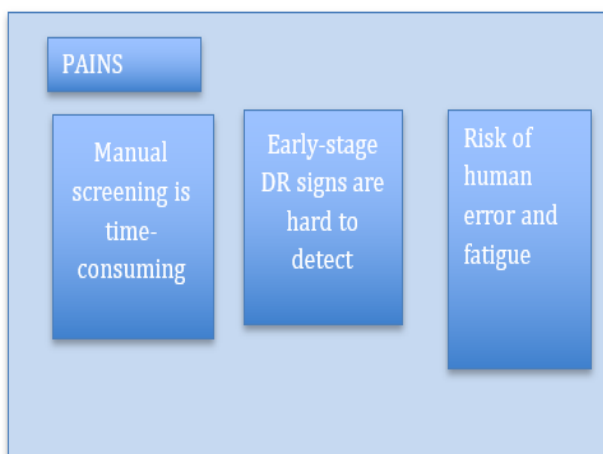 PAINS
Manual
screening is
time-
consuming
Early-stage
DR signs are
hard to
detect
Risk of
human
error and
fatigue